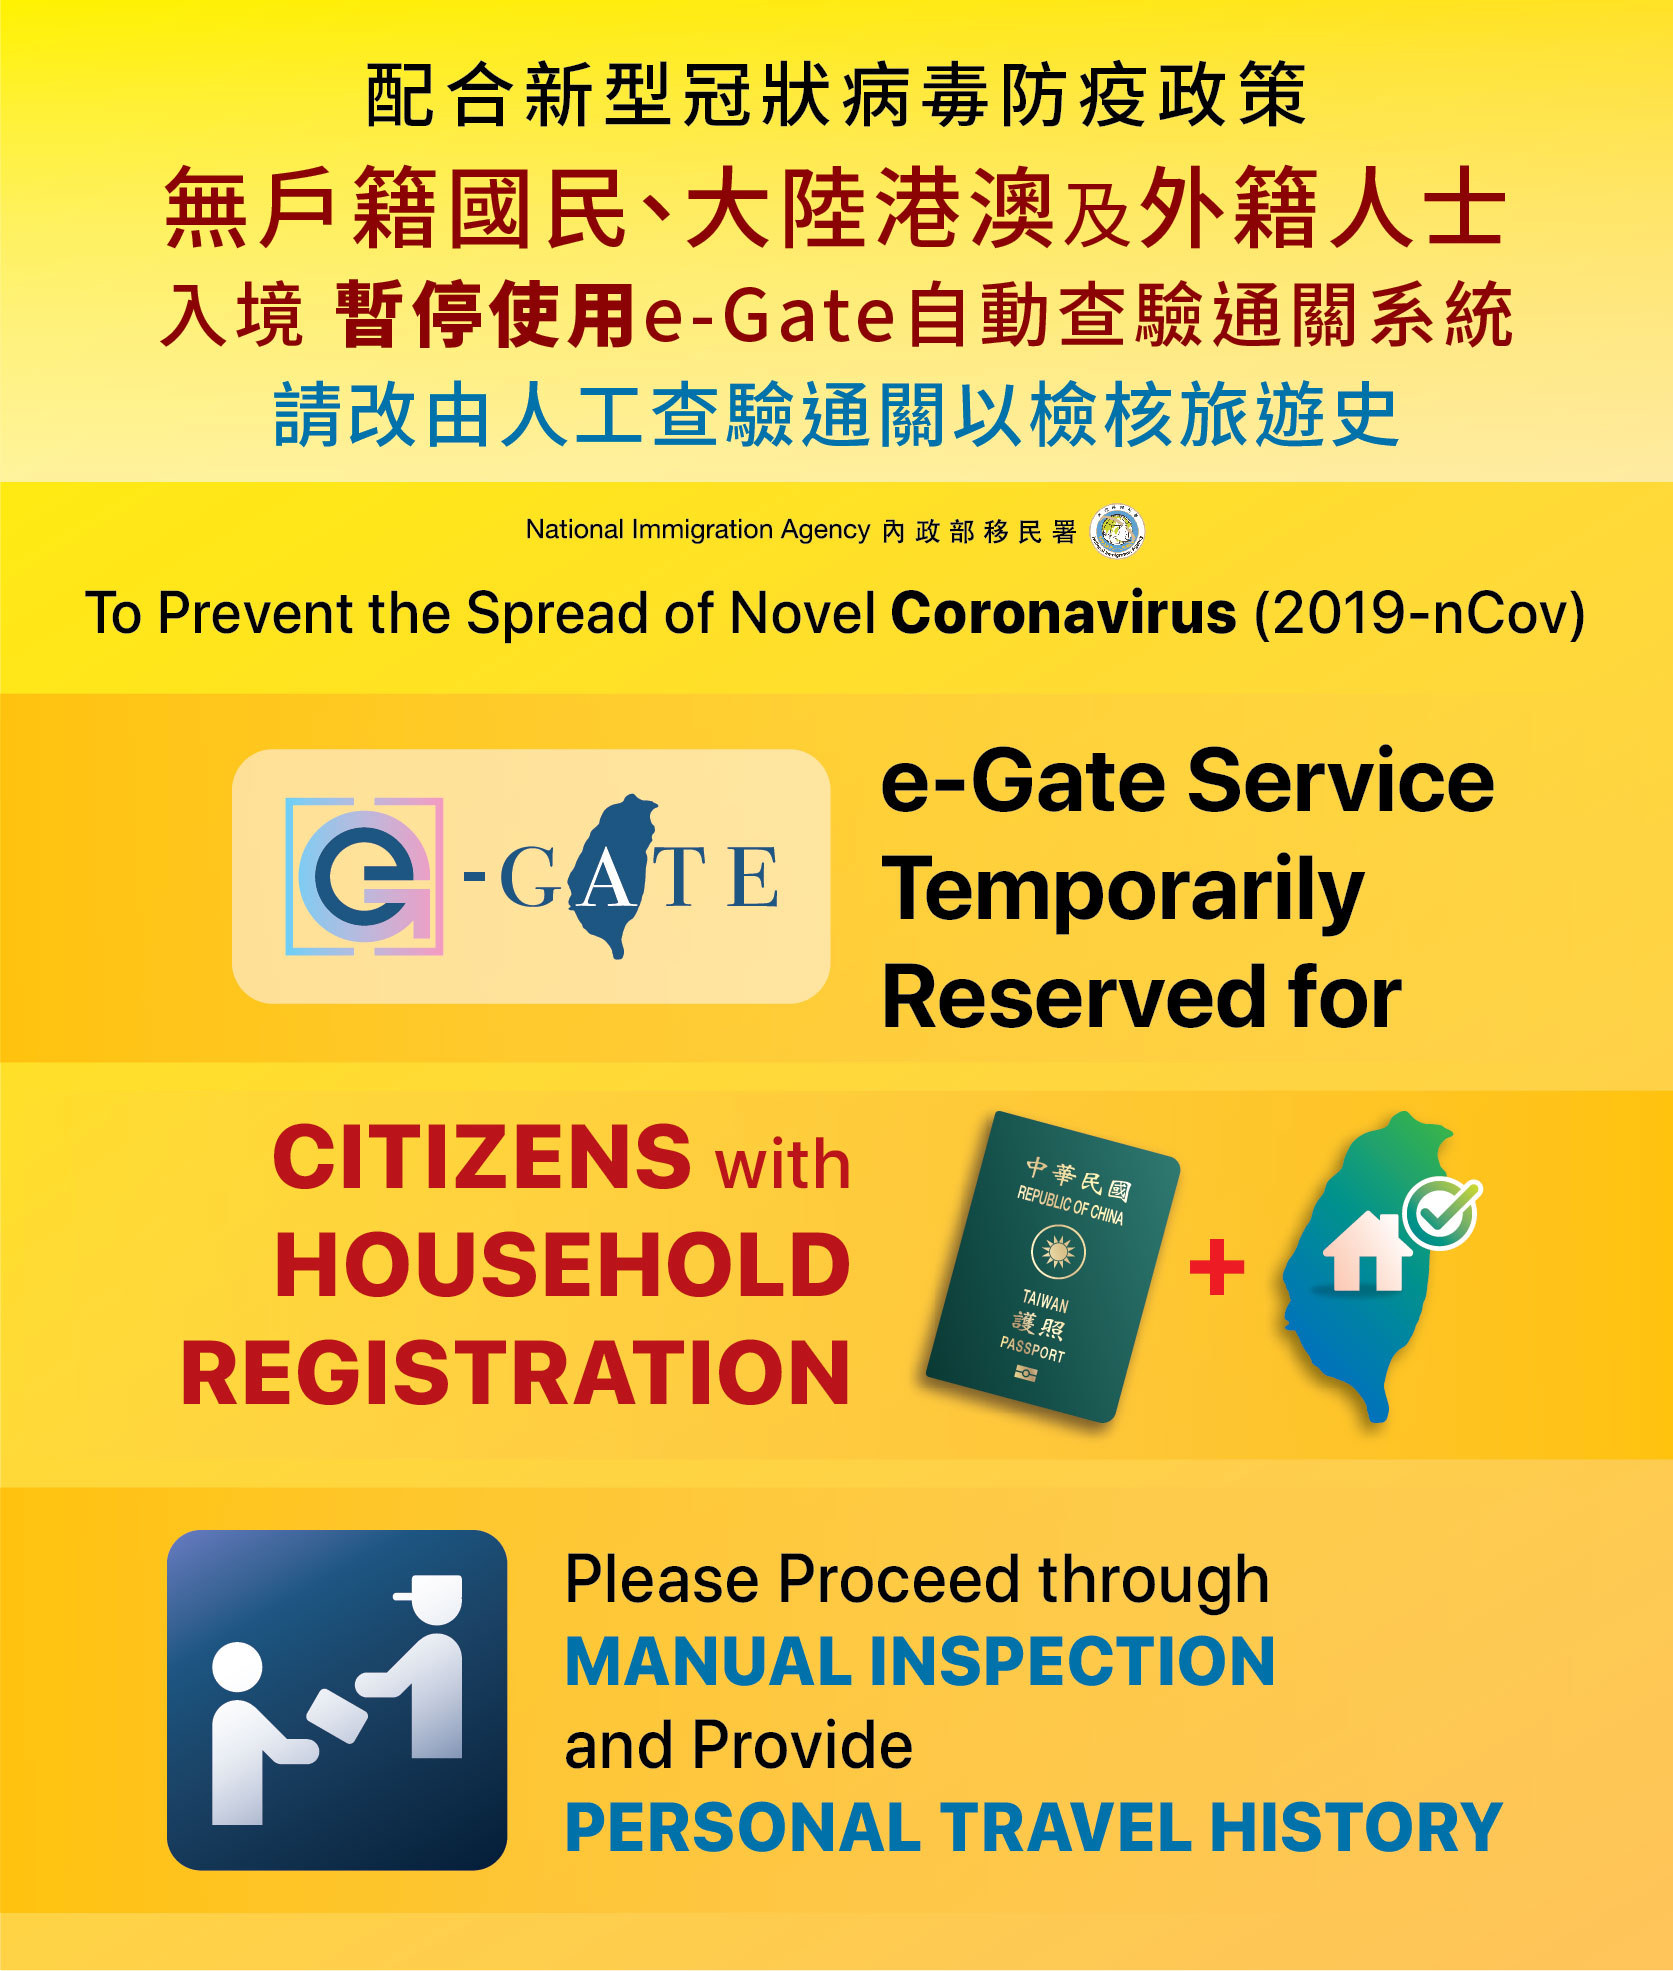 配合新型冠狀病毒防疫政策
無戶籍國民、大陸港澳及外籍人士
入境 暫停使用e-Gate自動查驗通關系統
請改由人工查驗通關以檢核旅遊史
National Immigration Agency 內政部移民署
To Prevent the Spread of Novel Coronavirus (2019-nCov)
e-GATE
e-Gate Service
Temporarily
Reserved for
CITIZENS with
HOUSEHOLD
REGISTRATION
中華民國
REPUBLIC OF CHINA
TAIWAN
護照
PASSPORT
+
Please Proceed through
MANUAL INSPECTION
and Provide
PERSONAL TRAVEL HISTORY